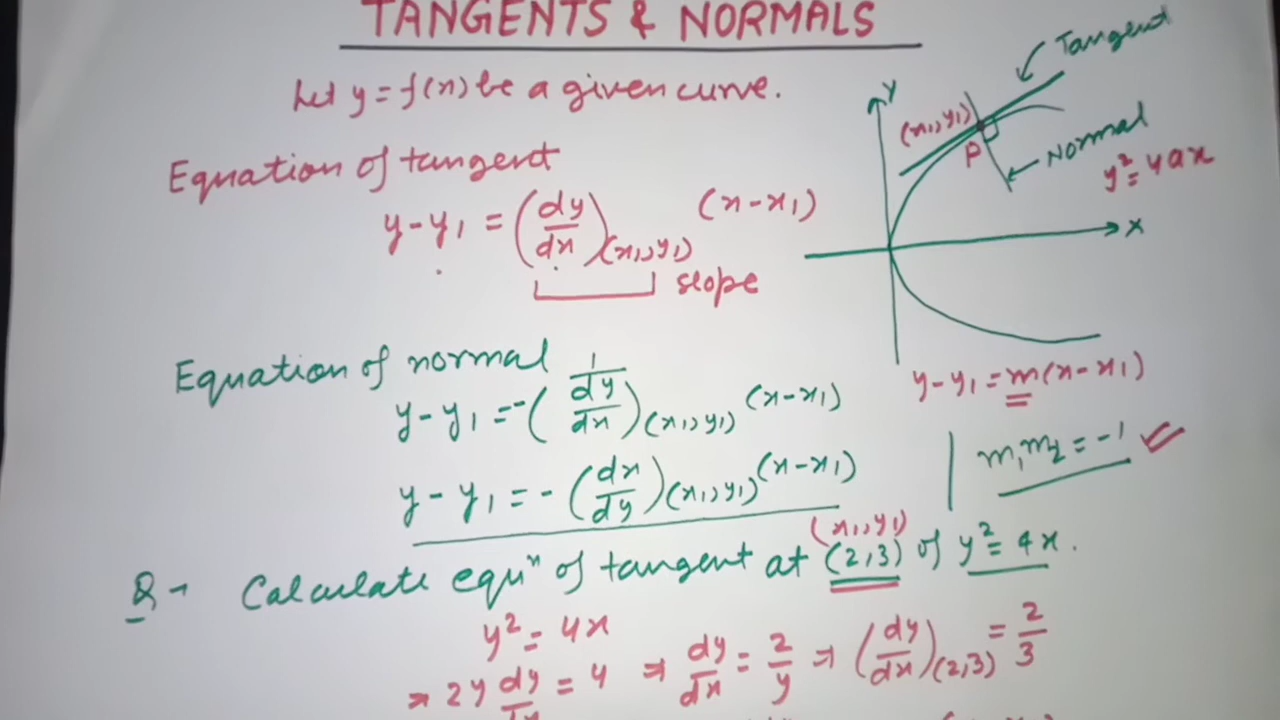 TANGENTS & NORMALS
Let y = f(x) be a given curve.
Equation of tangent
y - y₁ = (dy/dx)(x₁, y₁) (x - x₁)
slope
Equation of normal
y - y₁ = -(1/(dy/dx))(x₁, y₁) (x - x₁)
y - y₁ = -(dx/dy)(x₁, y₁) (x - x₁)
Y
Tangent
(x₁, y₁)
P
Normal
y² = 4ax
X
y - y₁ = m(x - x₁)
m₁m₂ = -1
(x₁, y₁)
Q → Calculate equⁿ of tangent at (2,3) of y² = 4x.
y² = 4x
⇒ 2y dy/dx = 4 ⇒ dy/dx = 2/y ⇒ (dy/dx)(2,3) = 2/3